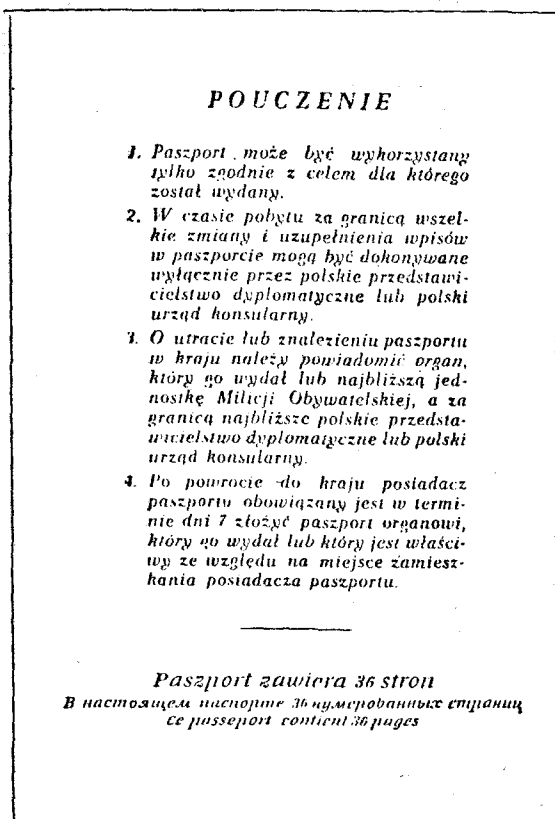 POUCZENIE
1. Paszport może być wykorzystany
tylko zgodnie z celem dla którego
został wydany.
2. W czasie pobytu za granicą wszel-
kie zmiany i uzupełnienia wpisów
w paszporcie mogą być dokonywane
wyłącznie przez polskie przedstawi-
cielstwo dyplomatyczne lub polski
urząd konsularny.
3. O utracie lub znalezieniu paszportu
w kraju należy powiadomić organ,
który go wydał lub najbliższą jed-
nostkę Milicji Obywatelskiej, a za
granicą najbliższe polskie przedsta-
wicielstwo dyplomatyczne lub polski
urząd konsularny.
4. Po powrocie do kraju posiadacz
paszportu obowiązany jest w termi-
nie dni 7 złożyć paszport organowi,
który go wydał lub który jest właści-
wy ze względu na miejsce zamiesz-
kania posiadacza paszportu.
Paszport zawiera 36 stron
В настоящем паспорте 36 нумерованных страниц
Ce passeport contient 36 pages